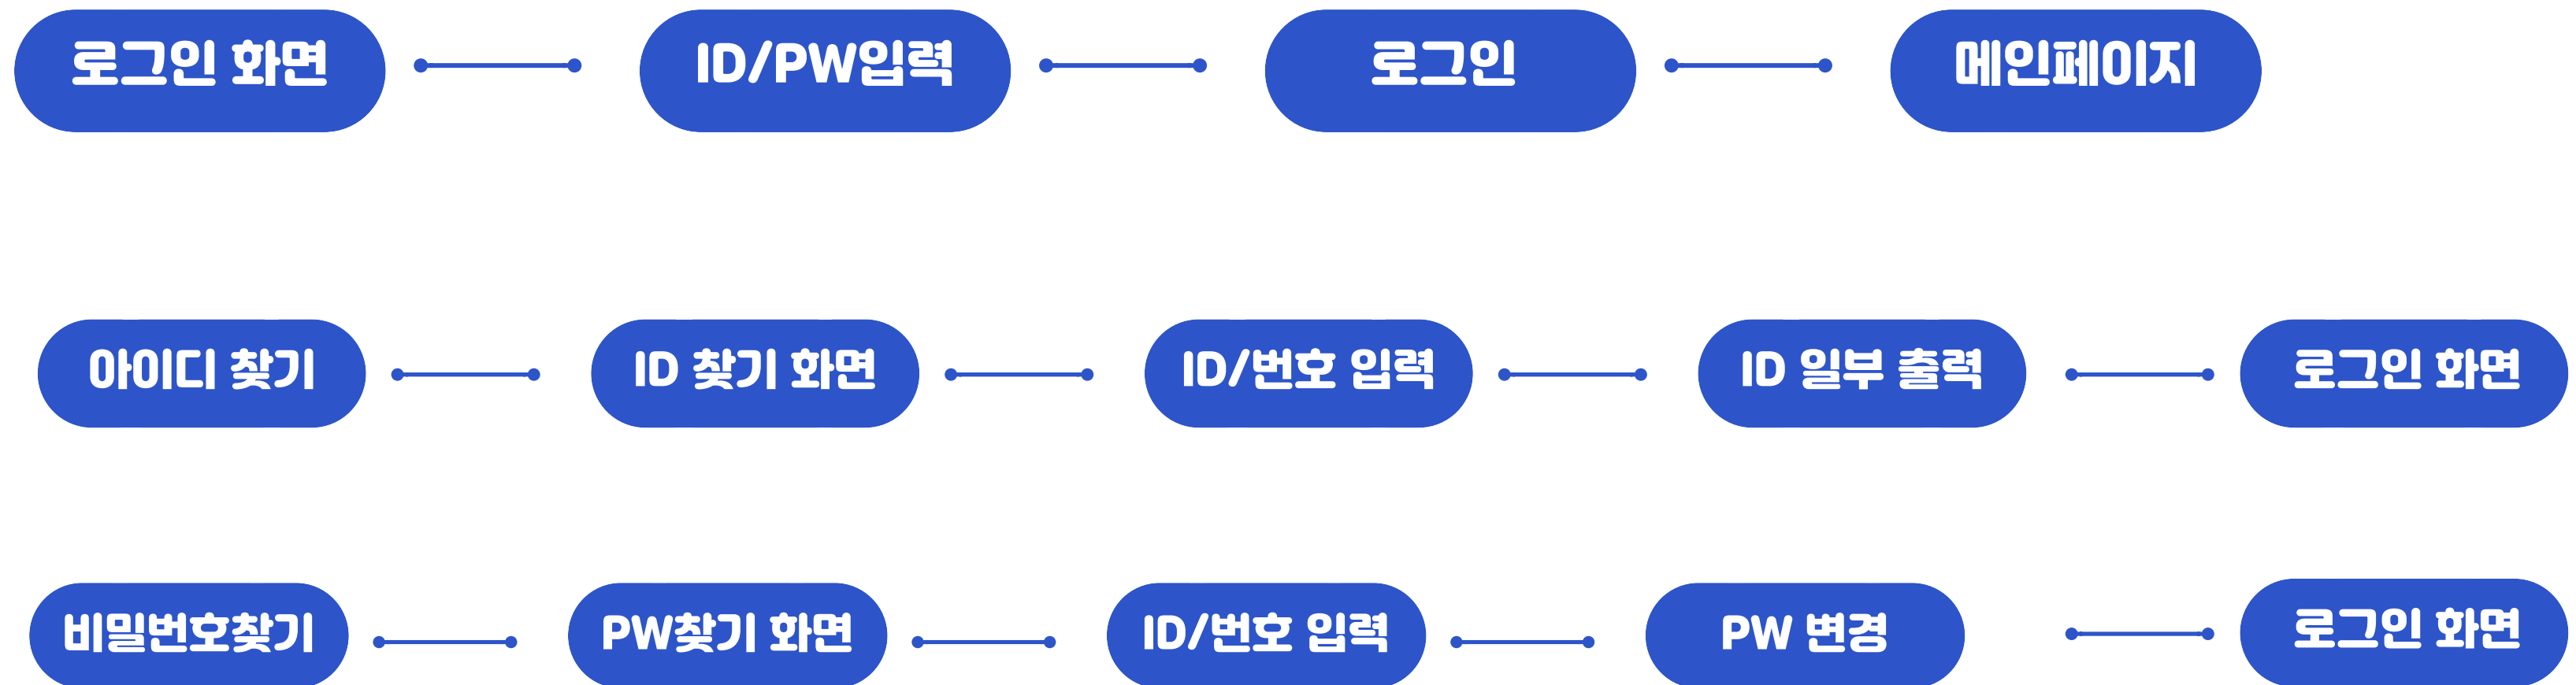 로그인 화면
ID/PW입력
로그인
메인페이지
아이디 찾기
ID 찾기 화면
ID/번호 입력
ID 일부 출력
로그인 화면
비밀번호찾기
PW찾기 화면
ID/번호 입력
PW 변경
로그인 화면